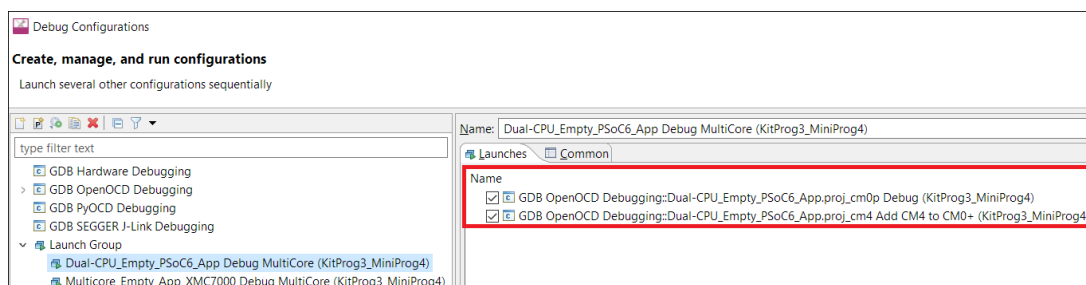 Debug Configurations
Create, manage, and run configurations
Launch several other configurations sequentially
type filter text
GDB Hardware Debugging
GDB OpenOCD Debugging
GDB PyOCD Debugging
GDB SEGGER J-Link Debugging
Launch Group
Dual-CPU_Empty_PSoC6_App Debug MultiCore (KitProg3_MiniProg4)
Multicore_Empty_App_XMC7000 Debug MultiCore (KitProg3_MiniProg4)
Name: Dual-CPU_Empty_PSoC6_App Debug MultiCore (KitProg3_MiniProg4)
Launches Common
Name
GDB OpenOCD Debugging::Dual-CPU_Empty_PSoC6_App.proj_cm0p Debug (KitProg3_MiniProg4)
GDB OpenOCD Debugging::Dual-CPU_Empty_PSoC6_App.proj_cm4 Add CM4 to CM0+ (KitProg3_MiniProg4